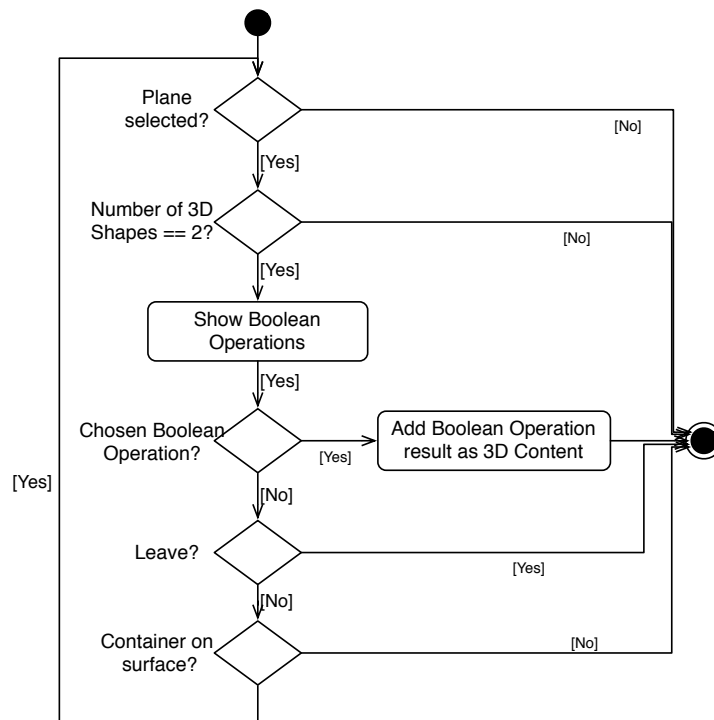 Plane
selected?
[No]
[Yes]
Number of 3D
Shapes == 2?
[No]
[Yes]
Show Boolean
Operations
[Yes]
Chosen Boolean
Operation?
[Yes]
Add Boolean Operation
result as 3D Content
[Yes]
[No]
Leave?
[Yes]
[No]
Container on
surface?
[No]